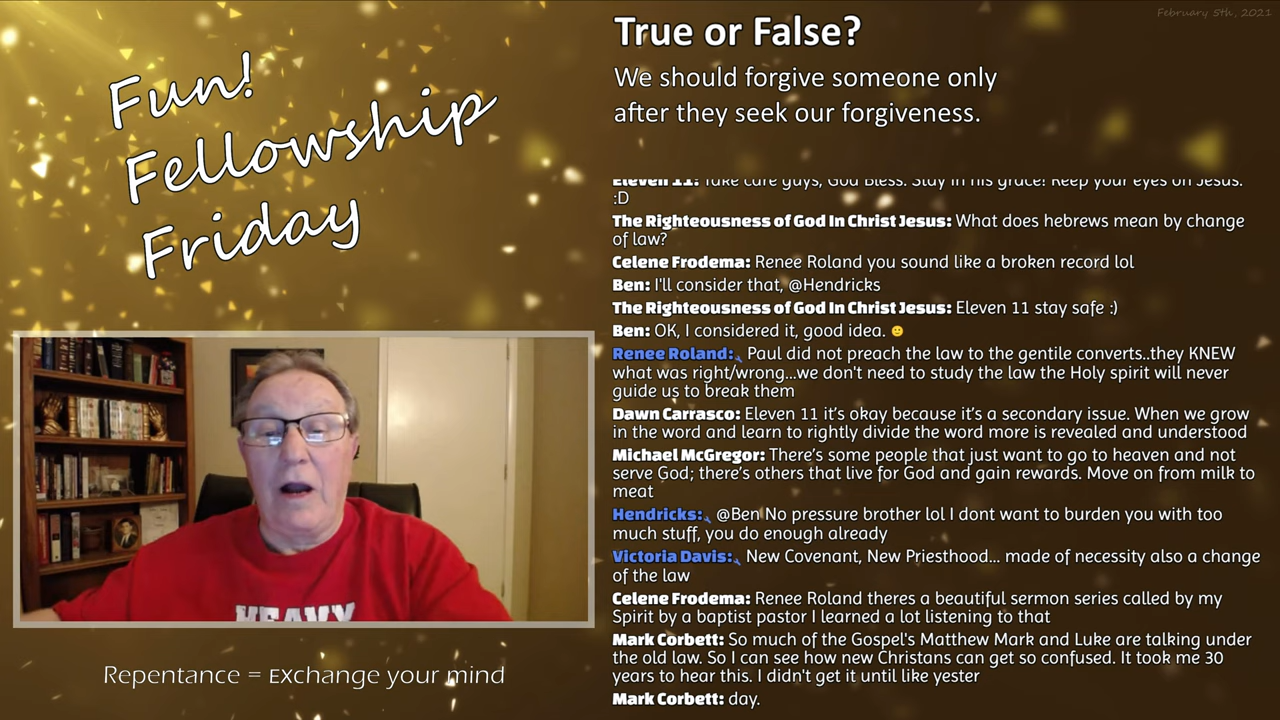 Fun!
Fellowship
Friday
Repentance = EXchange your mind
HEAVY
February 5th, 2021
True or False?
We should forgive someone only
after they seek our forgiveness.
Eleven 11: Take care guys, God Bless. Stay in his grace! Keep your eyes on Jesus.
:D
The Righteousness of God In Christ Jesus: What does hebrews mean by change
of law?
Celene Frodema: Renee Roland you sound like a broken record lol
Ben: I'll consider that, @Hendricks
The Righteousness of God In Christ Jesus: Eleven 11 stay safe :)
Ben: OK, I considered it, good idea. 🙂
Renee Roland: Paul did not preach the law to the gentile converts..they KNEW
what was right/wrong...we don't need to study the law the Holy spirit will never
guide us to break them
Dawn Carrasco: Eleven 11 it's okay because it's a secondary issue. When we grow
in the word and learn to rightly divide the word more is revealed and understood
Michael McGregor: There's some people that just want to go to heaven and not
serve God; there's others that live for God and gain rewards. Move on from milk to
meat
Hendricks: @Ben No pressure brother lol I dont want to burden you with too
much stuff, you do enough already
Victoria Davis: New Covenant, New Priesthood... made of necessity also a change
of the law
Celene Frodema: Renee Roland theres a beautiful sermon series called by my
Spirit by a baptist pastor I learned a lot listening to that
Mark Corbett: So much of the Gospel's Matthew Mark and Luke are talking under
the old law. So I can see how new Christans can get so confused. It took me 30
years to hear this. I didn't get it until like yester
Mark Corbett: day.